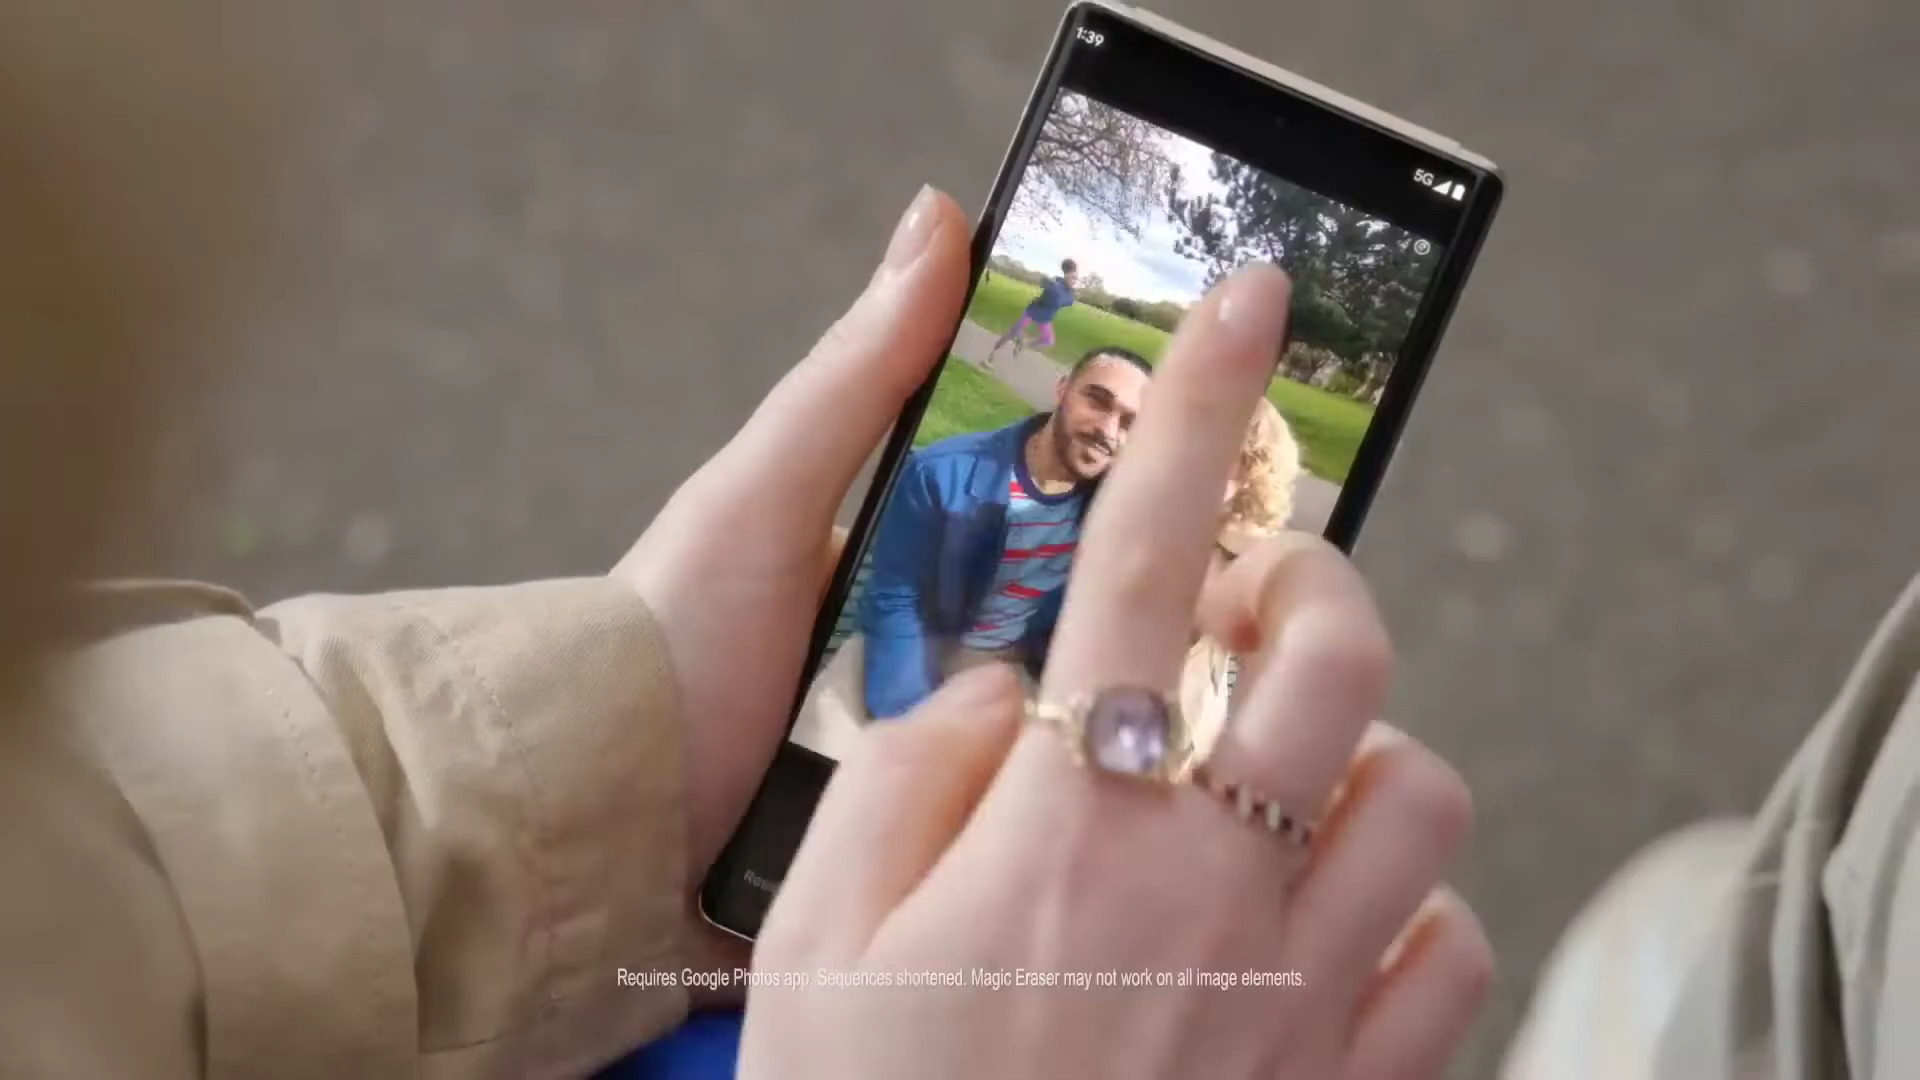 1:39
5G
Requires Google Photos app. Sequences shortened. Magic Eraser may not work on all image elements.